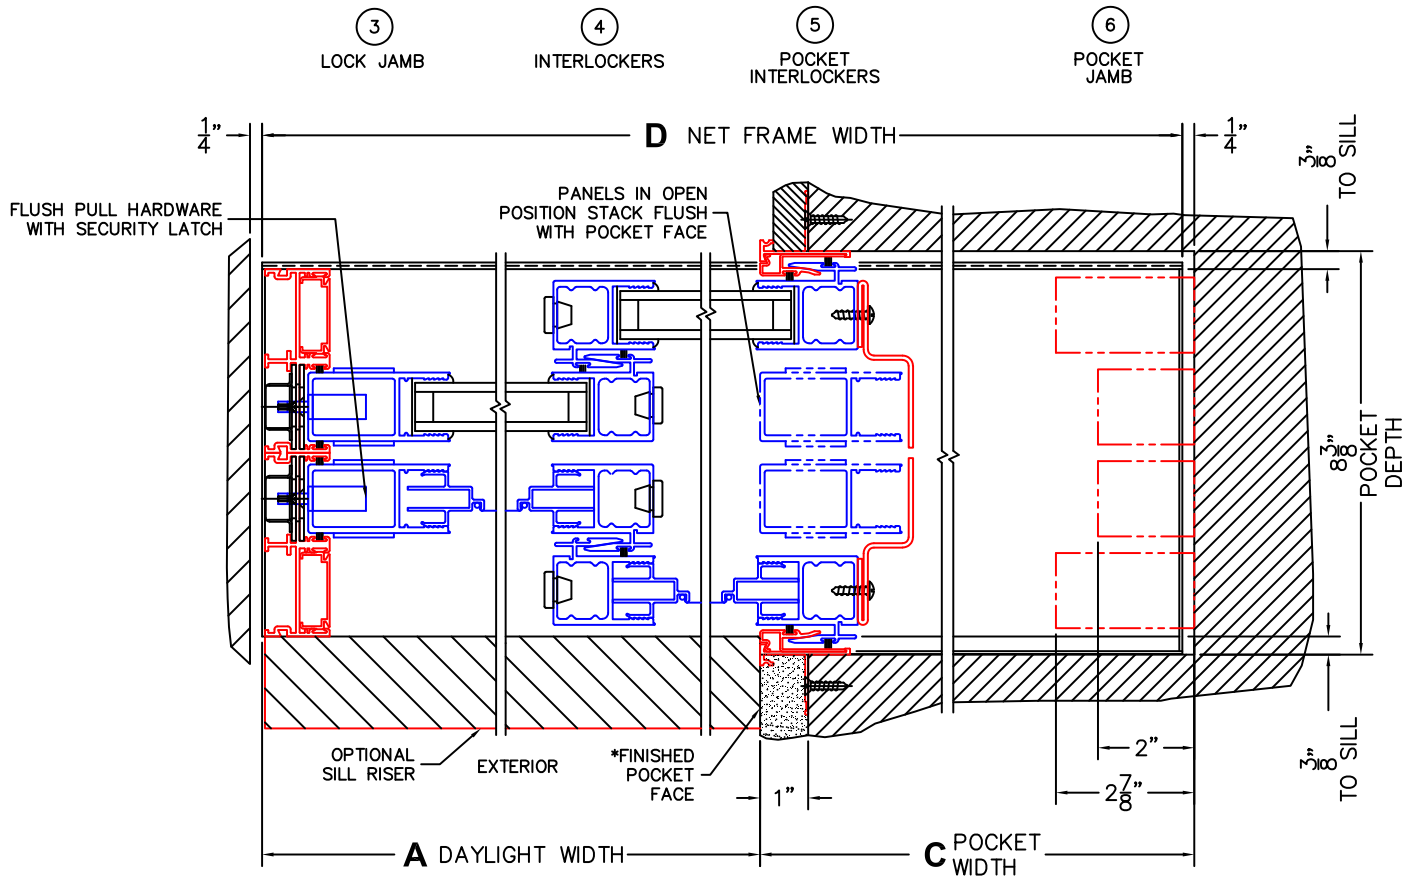 3
LOCK JAMB
4
INTERLOCKERS
5
POCKET
INTERLOCKERS
6
POCKET
JAMB
1/4"
D NET FRAME WIDTH
1/4"
3/8"
TO SILL
FLUSH PULL HARDWARE
WITH SECURITY LATCH
PANELS IN OPEN
POSITION STACK FLUSH
WITH POCKET FACE
8 3/8"
POCKET
DEPTH
OPTIONAL
SILL RISER
EXTERIOR
*FINISHED
POCKET
FACE
1"
2"
2 7/8"
3/8"
TO SILL
A DAYLIGHT WIDTH
C POCKET
WIDTH